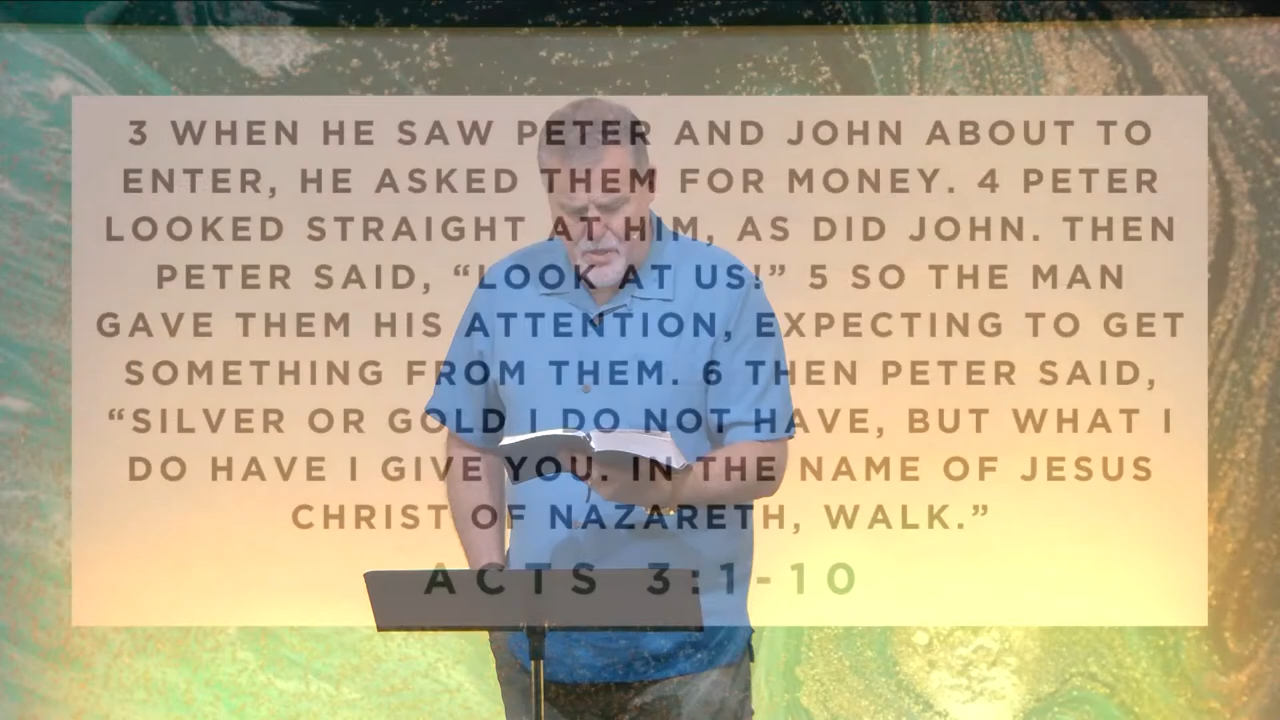 3 WHEN HE SAW PETER AND JOHN ABOUT TO
ENTER, HE ASKED THEM FOR MONEY. 4 PETER
LOOKED STRAIGHT AT HIM, AS DID JOHN. THEN
PETER SAID, “LOOK AT US!” 5 SO THE MAN
GAVE THEM HIS ATTENTION, EXPECTING TO GET
SOMETHING FROM THEM. 6 THEN PETER SAID,
“SILVER OR GOLD I DO NOT HAVE, BUT WHAT I
DO HAVE I GIVE YOU. IN THE NAME OF JESUS
CHRIST OF NAZARETH, WALK.”
ACTS 3:1-10